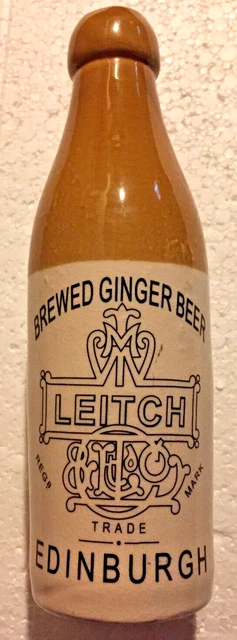 BREWED GINGER BEER
LEITCH
REGD TRADE MARK
EDINBURGH